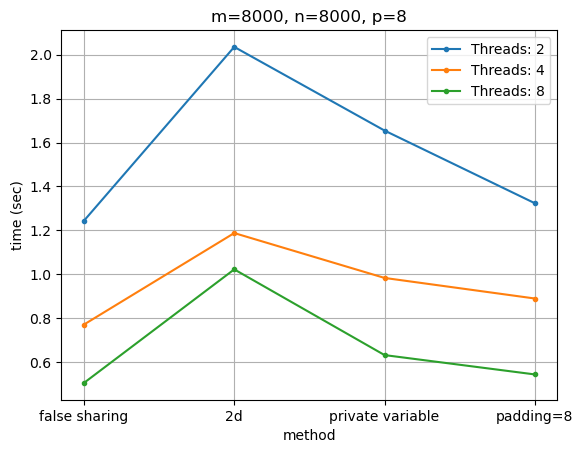 m=8000, n=8000, p=8
Threads: 2
Threads: 4
Threads: 8
2.0
1.8
1.6
1.4
1.2
1.0
0.8
0.6
time (sec)
false sharing 2d private variable padding=8
method